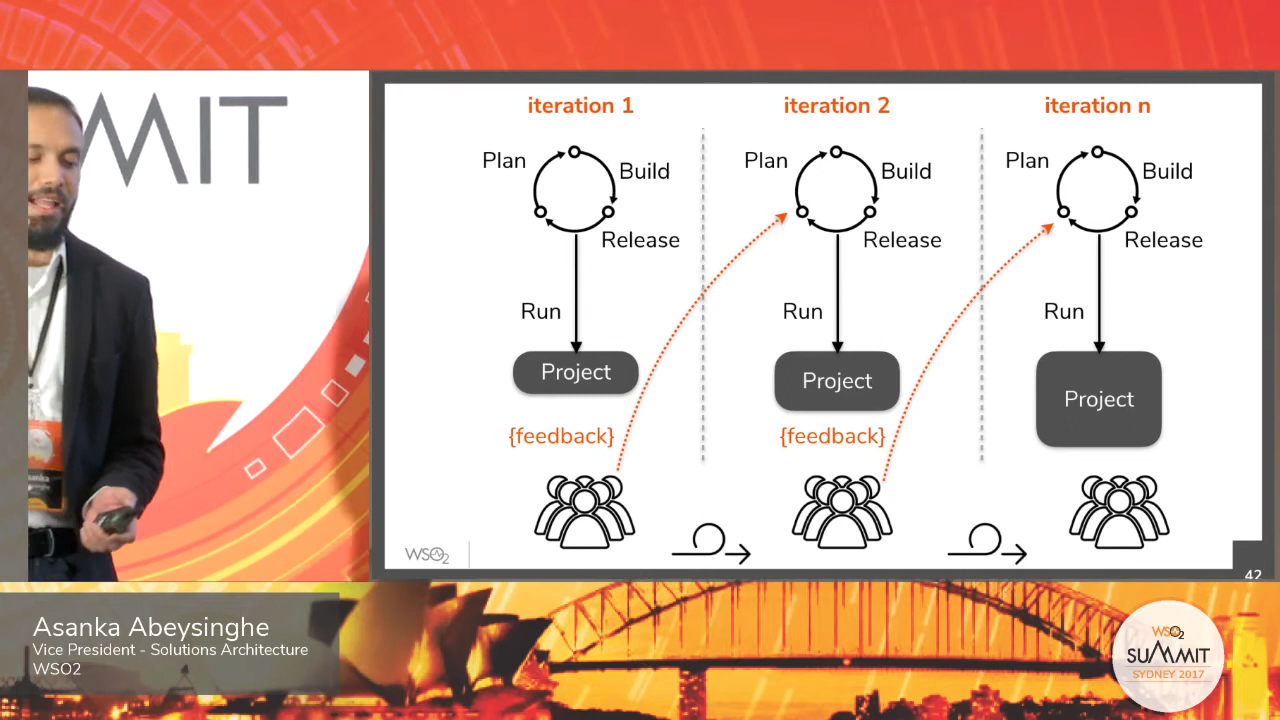 MIT
iteration 1
iteration 2
iteration n
Plan
Build
Release
Run
Project
{feedback}
Plan
Build
Release
Run
Project
{feedback}
Plan
Build
Release
Run
Project
WSO2
42
Asanka Abeysinghe
Vice President - Solutions Architecture
WSO2
WSO2
SUMMIT
SYDNEY 2017